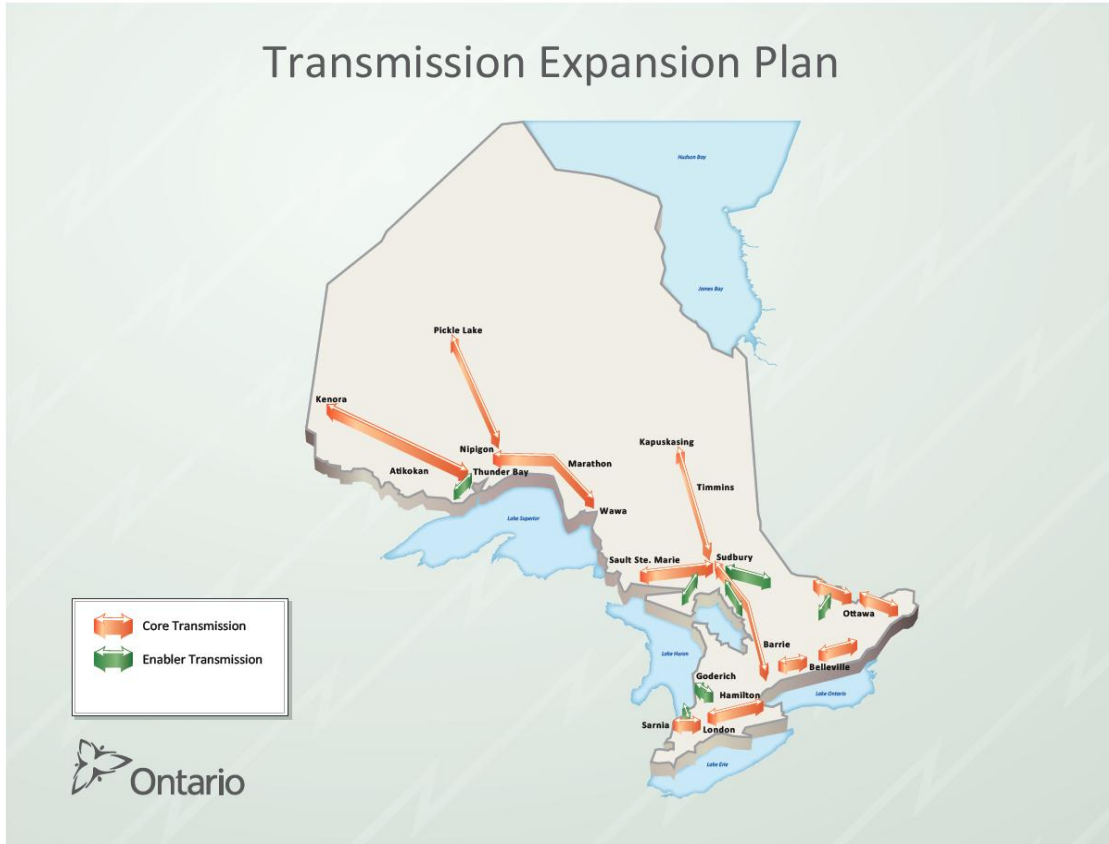 Transmission Expansion Plan
Hudson Bay
James Bay
Pickle Lake
Kenora
Nipigon
Kapuskasing
Atikokan
Thunder Bay
Marathon
Timmins
Wawa
Lake Superior
Sault Ste. Marie
Sudbury
Ottawa
Core Transmission
Enabler Transmission
Lake Huron
Barrie
Belleville
Goderich
Hamilton
Lake Ontario
Sarnia
London
Lake Erie
Ontario